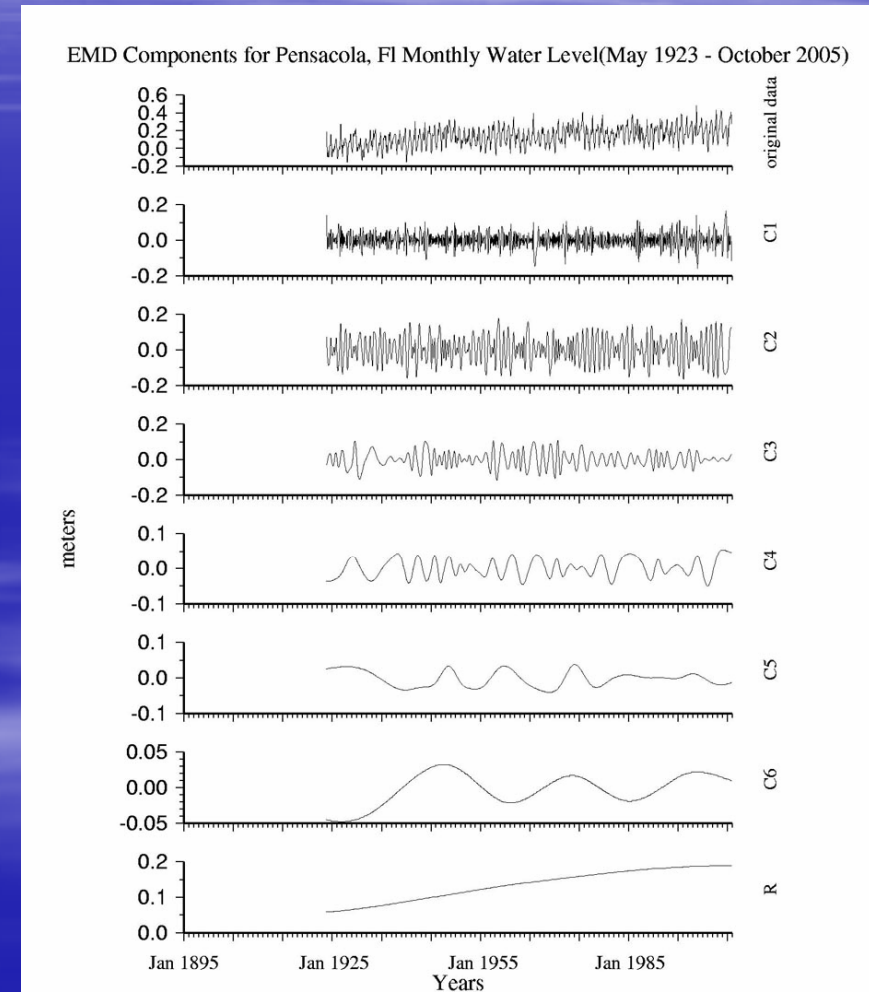 EMD Components for Pensacola, Fl Monthly Water Level(May 1923 - October 2005)
0.6
0.4
0.2
0.0
-0.2
original data
0.2
0.0
-0.2
C1
0.2
0.0
-0.2
C2
0.2
0.0
-0.2
C3
meters
0.1
0.0
-0.1
C4
0.1
0.0
-0.1
C5
0.05
0.00
-0.05
C6
0.2
0.1
0.0
R
Jan 1895 Jan 1925 Jan 1955 Jan 1985
Years